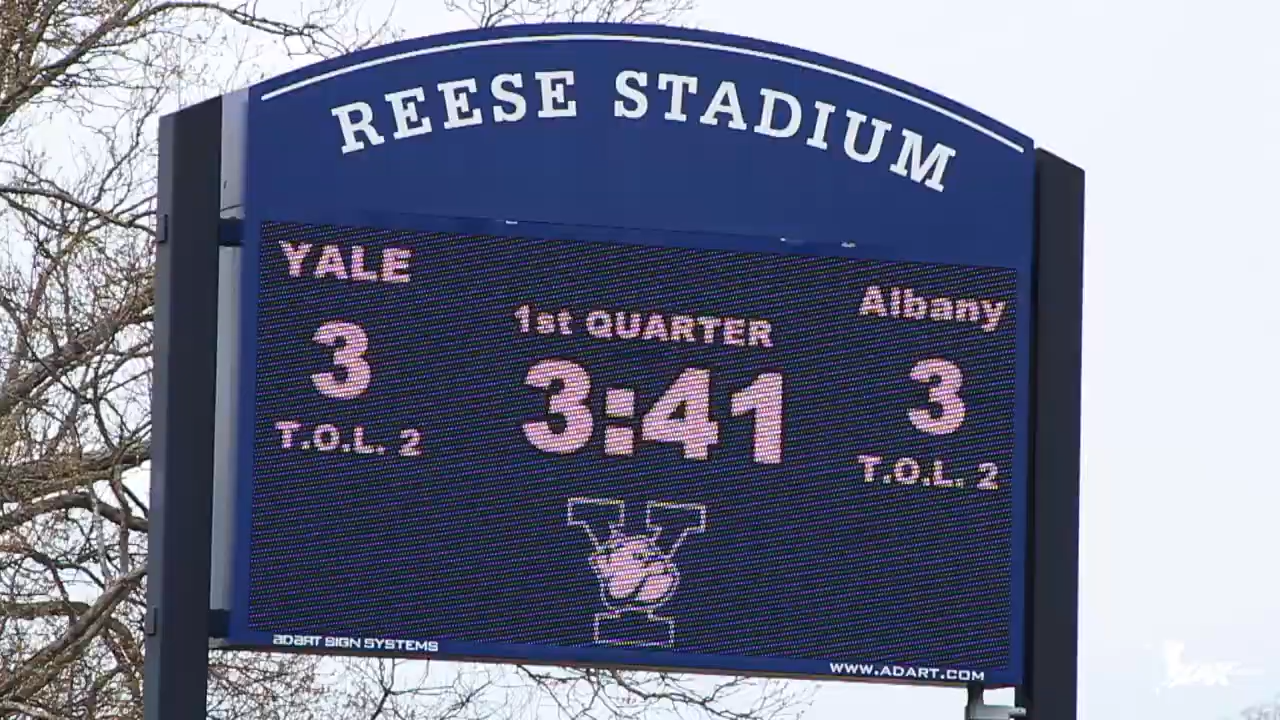 REESE STADIUM
YALE
Albany
1st QUARTER
3
3:41
3
T.O.L. 2
T.O.L. 2
ADART SIGN SYSTEMS
WWW.ADART.COM